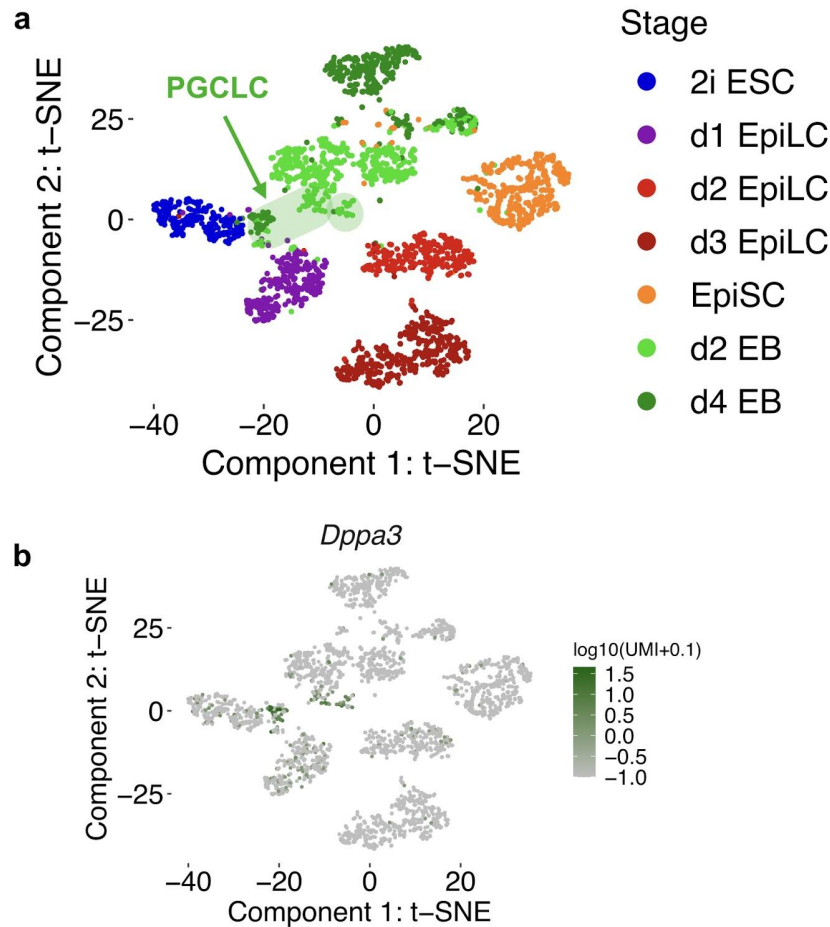 a
Stage
PGCLC
2i ESC
d1 EpiLC
d2 EpiLC
d3 EpiLC
EpiSC
d2 EB
d4 EB
Component 2: t−SNE
25
0
−25
−40
−20
0
20
Component 1: t−SNE
b
Dppa3
Component 2: t−SNE
25
0
−25
log10(UMI+0.1)
1.5
1.0
0.5
0.0
−0.5
−1.0
−40
−20
0
20
Component 1: t−SNE